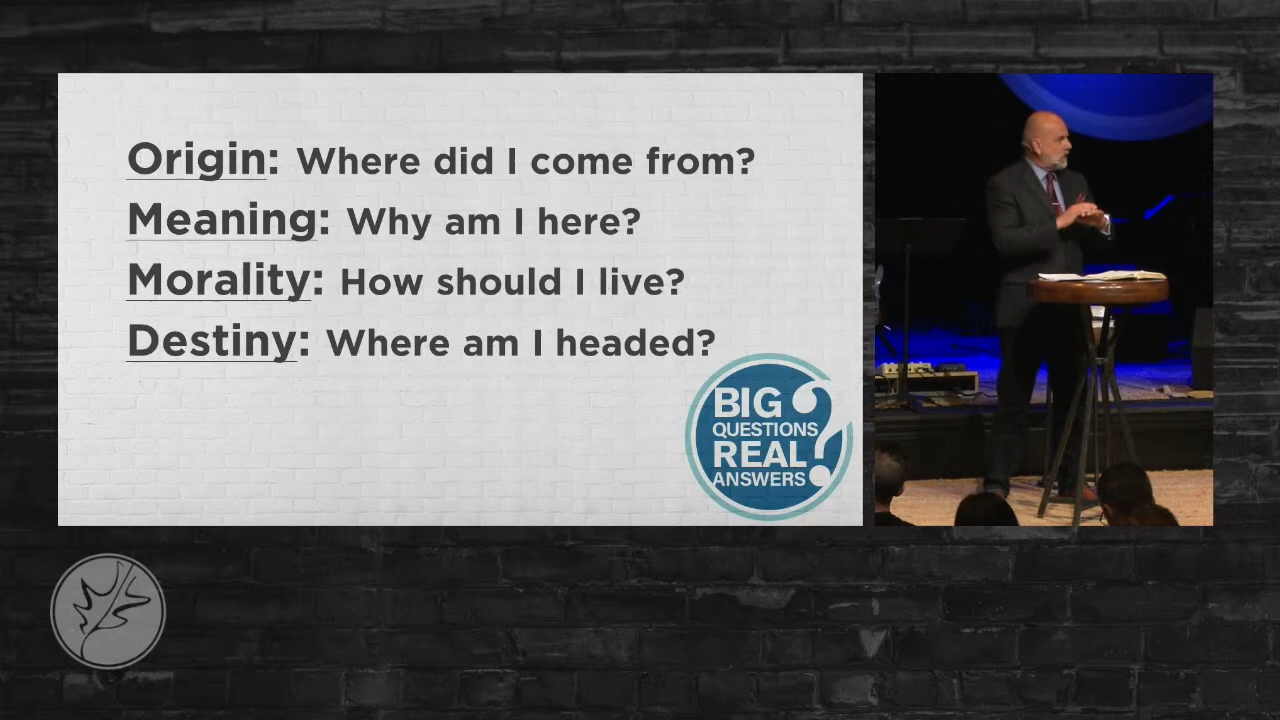 Origin: Where did I come from?
Meaning: Why am I here?
Morality: How should I live?
Destiny: Where am I headed?
BIG
QUESTIONS
REAL
ANSWERS
?